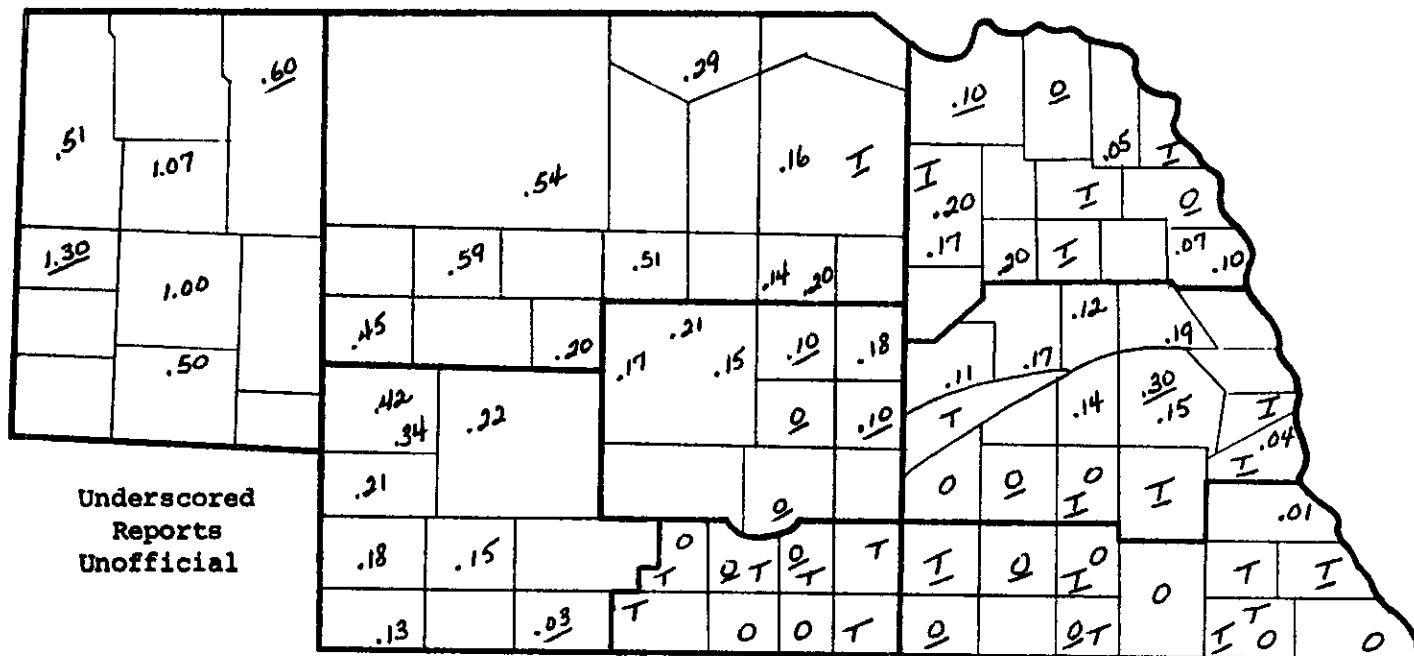 .60
.29
.10
0
.51
1.07
.54
.16 T
.05
T
T
.20
T
0
1.30
.59
.51
.17
.20
T
.07
.10
1.00
.14 .20
.45
.20
.21
.12
.50
.17
.15
.10
.18
.11
.17
.19
.42
.34
.22
0
.10
T
.14
.30
.15
T
.04
T
.21
0
0
0
0
T
T
Underscored
Reports
Unofficial
.01
.18
.15
0
T
0 T
0
T
T
T
0
0
T
0
T
T
.13
.03
T
0
0
T
0
0T
T
T
0
0